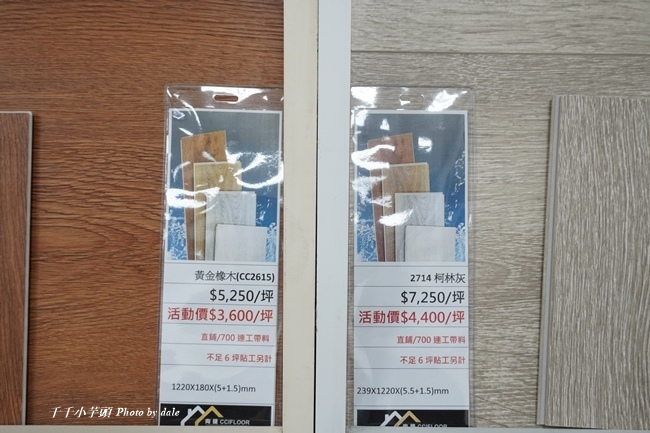 黃金橡木(CC2615)
$5,250/坪
活動價$3,600/坪
直鋪/700 連工帶料
不足 6 坪貼工另計
1220X180X(5+1.5)mm
CCIFLOOR
2714 柯林灰
$7,250/坪
活動價$4,400/坪
直鋪/700 連工帶料
不足 6 坪貼工另計
239X1220X(5.5+1.5)mm
CCIFLOOR
千千小芋頭 Photo by dale